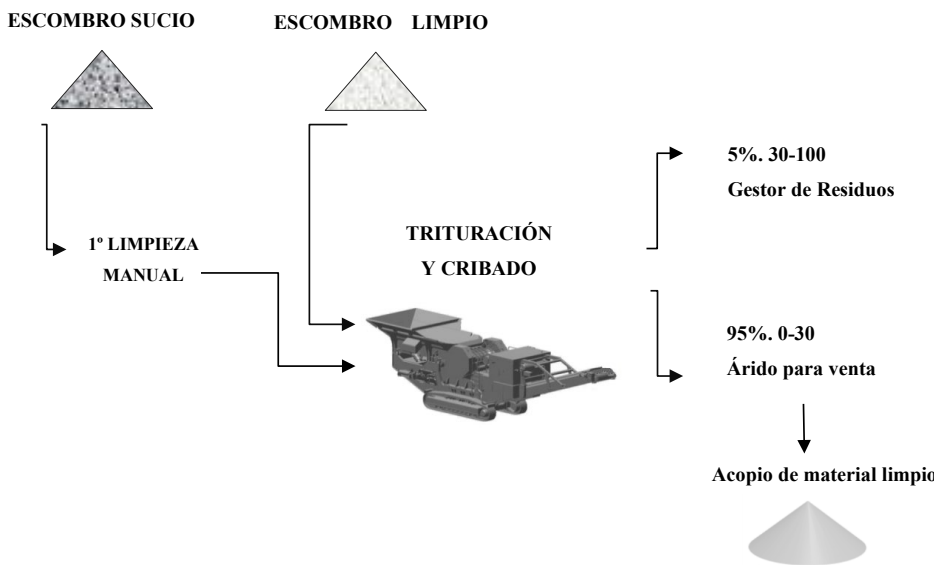 ESCOMBRO SUCIO
ESCOMBRO LIMPIO
1º LIMPIEZA
MANUAL
TRITURACIÓN
Y CRIBADO
5%. 30-100
Gestor de Residuos
95%. 0-30
Árido para venta
Acopio de material limpio